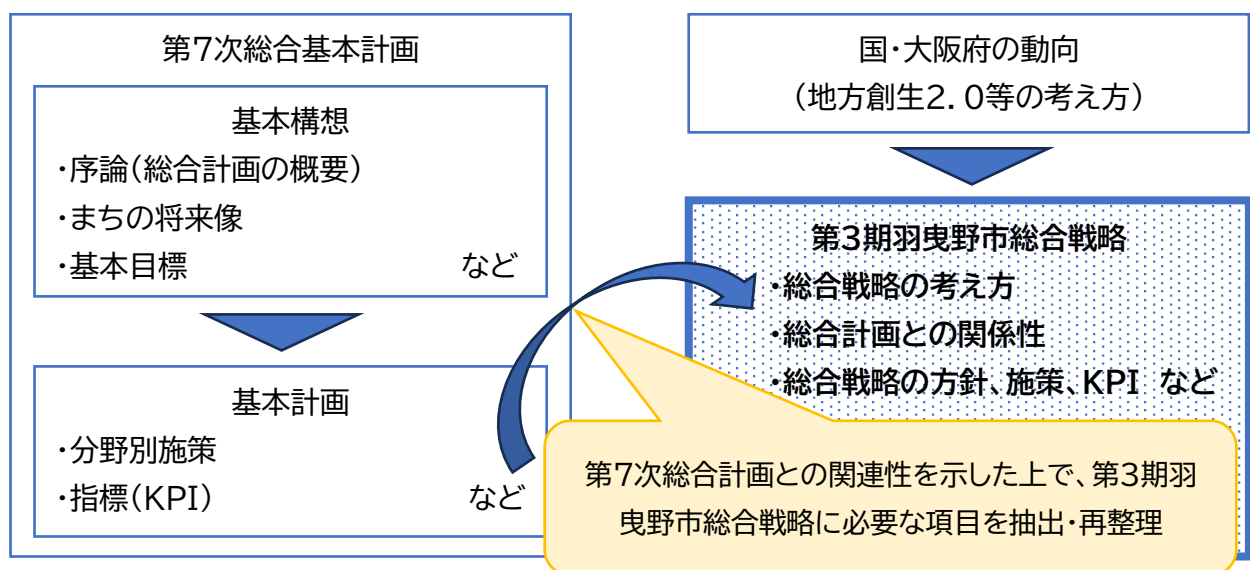 第7次総合基本計画
基本構想
・序論(総合計画の概要)
・まちの将来像
・基本目標 など
基本計画
・分野別施策
・指標(KPI) など
国・大阪府の動向
(地方創生2.0等の考え方)
第3期羽曳野市総合戦略
・総合戦略の考え方
・総合計画との関係性
・総合戦略の方針、施策、KPI など
第7次総合計画との関連性を示した上で、第3期羽
曳野市総合戦略に必要な項目を抽出・再整理